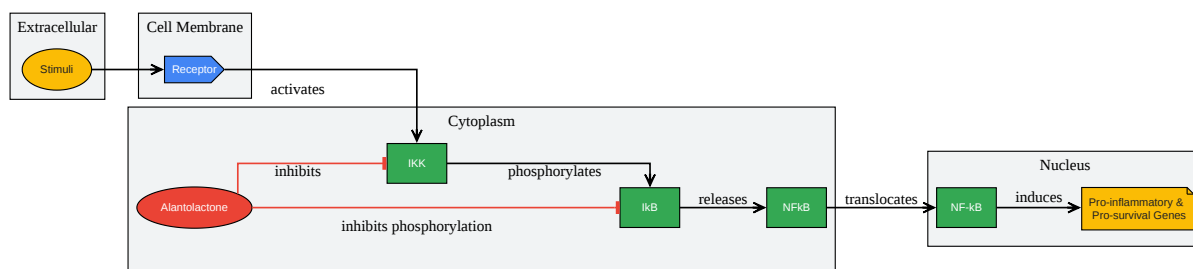 Extracellular
Cell Membrane
Stimuli
Receptor
activates
Cytoplasm
IKK
inhibits
phosphorylates
Nucleus
Alantolactone
IkB
releases
NFkB
translocates
NF-kB
induces
Pro-inflammatory &
Pro-survival Genes
inhibits phosphorylation